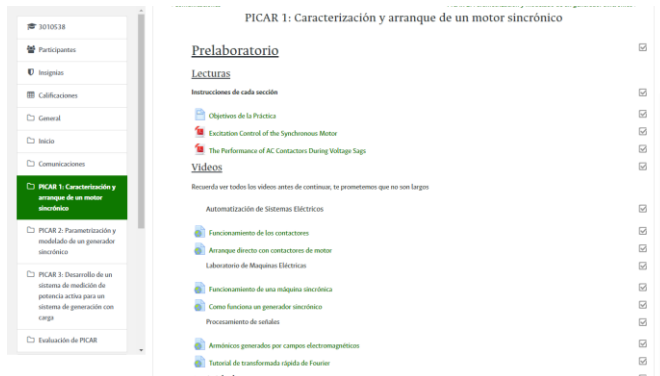 3010538
Participantes
Insignias
Calificaciones
General
Inicio
Comunicaciones
PICAR 1: Caracterización y
arranque de un motor
sincrónico
PICAR 2: Parametrización y
modelado de un generador
sincrónico
PICAR 3: Desarrollo de un
sistema de medición de
potencia activa para un
sistema de generación con
carga
Evaluación de PICAR
PICAR 1: Caracterización y arranque de un motor sincrónico
Prelaboratorio
Lecturas
Instrucciones de cada sección
Objetivos de la Práctica
Excitation Control of the Synchronous Motor
The Performance of AC Contactors During Voltage Sags
Videos
Recuerda ver todos los videos antes de continuar, te prometemos que no son largos
Automatización de Sistemas Eléctricos
Funcionamiento de los contactores
Arranque directo con contactores de motor
Laboratorio de Maquinas Eléctricas
Funcionamiento de una máquina sincrónica
Como funciona un generador sincrónico
Procesamiento de señales
Armónicos generados por campos electromagnéticos
Tutorial de transformada rápida de Fourier